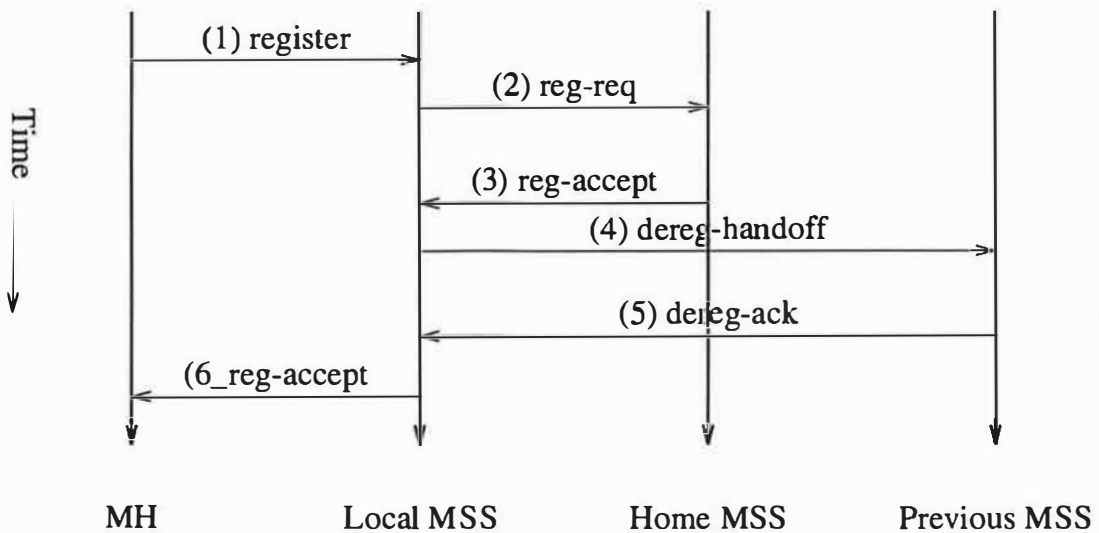 (1) register
(2) reg-req
Time
(3) reg-accept
(4) dereg-handoff
(5) dereg-ack
(6_reg-accept
MH Local MSS Home MSS Previous MSS